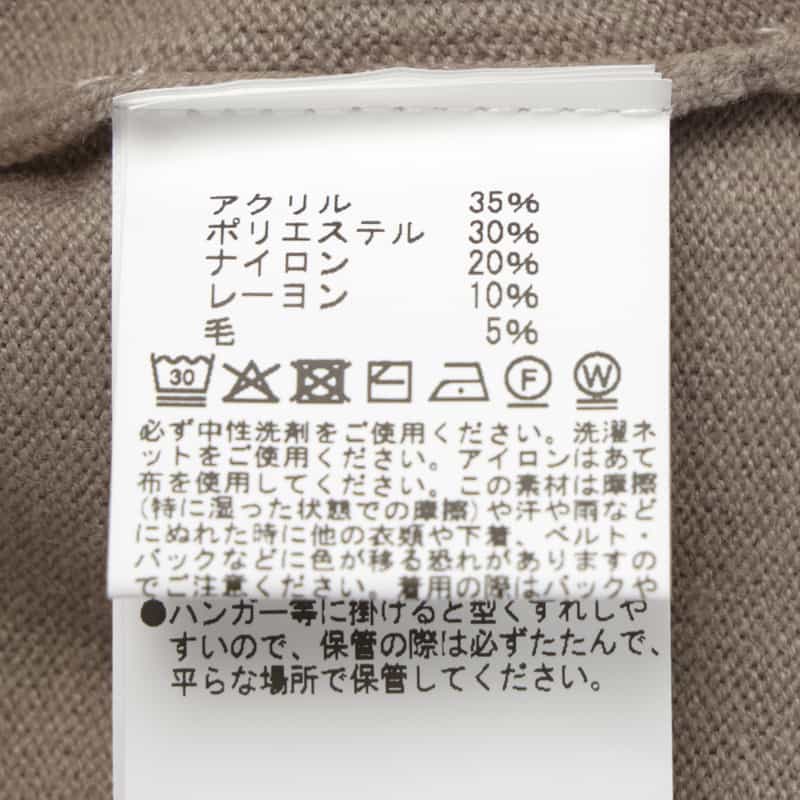 アクリル 35%
ポリエステル 30%
ナイロン 20%
レーヨン 10%
毛 5%
30 F W
必ず中性洗剤をご使用ください。洗濯ネ
ットをご使用ください。アイロンはあて
布を使用してください。この素材は摩擦
(特に湿った状態での摩擦)や汗や雨など
にぬれた時に他の衣類や下着、ベルト・
バックなどに色が移る恐れがありますの
でご注意ください。着用の際はバックや
●ハンガー等に掛けると型くずれしや
すいので、保管の際は必ずたたんで、
平らな場所で保管してください。